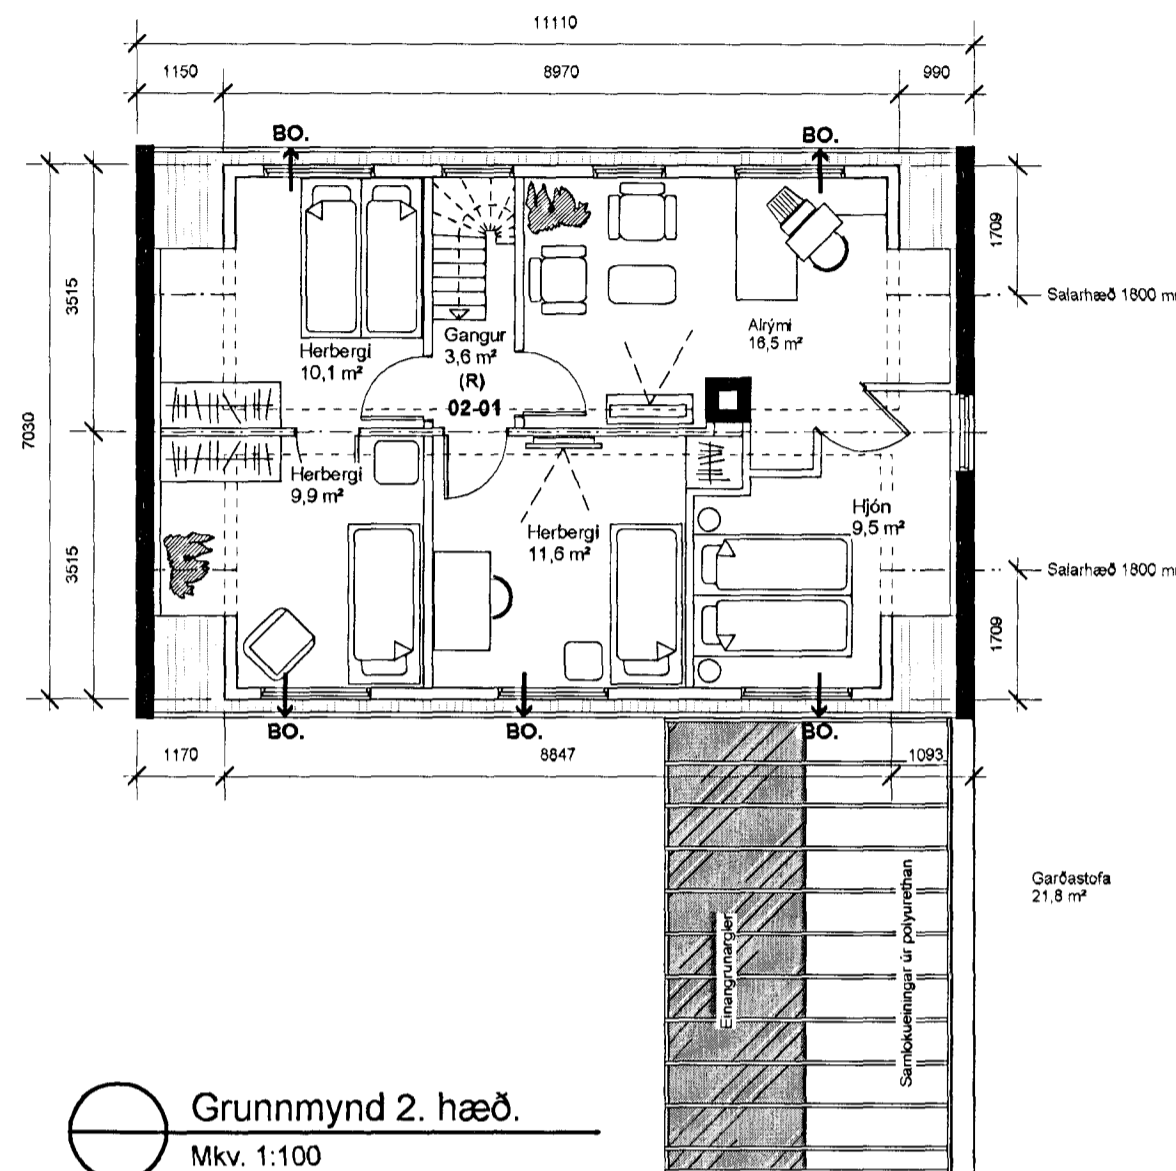 11110
1150
8970
990
BO.
BO.
3515
7030
3515
1709
Salarhæð 1800 m
Herbergi
10,1 m²
Gangur
3,6 m²
(R)
02-01
Alrými
16,5 m²
Herbergi
9,9 m²
Herbergi
11,6 m²
Hjón
9,5 m²
Salarhæð 1800 m
1709
BO.
BO.
BO.
1170
8847
1093
Garðastofa
21,8 m²
Einangrunargler
Samlokueiningar úr polyurethan
Grunnmynd 2. hæð.
Mkv. 1:100